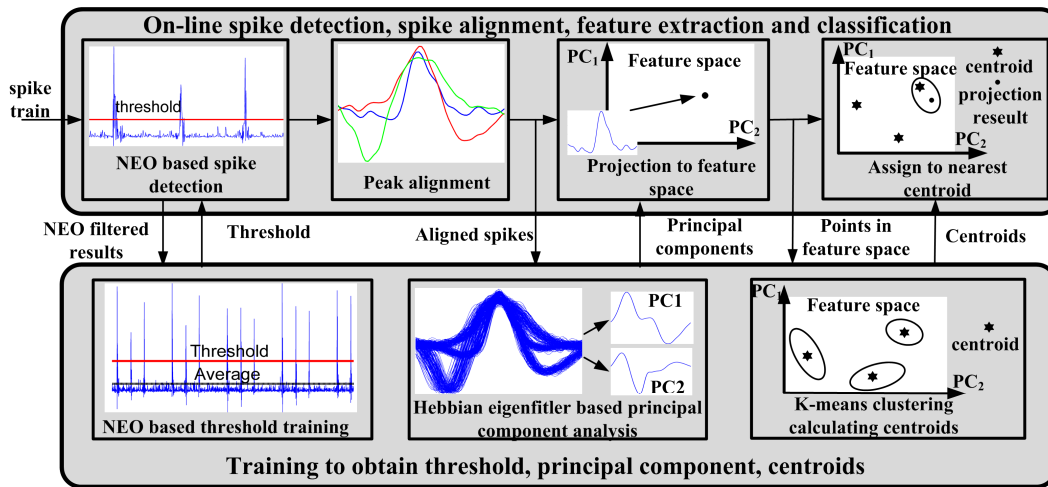 On-line spike detection, spike alignment, feature extraction and classification
spike
train
threshold
NEO based spike
detection
Peak alignment
PC1
Feature space
PC2
Projection to feature
space
PC1
Feature space
centroid
projection
reseult
PC2
Assign to nearest
centroid
NEO filtered
results
Threshold
Aligned spikes
Principal
components
Points in
feature space
Centroids
Threshold
Average
NEO based threshold training
PC1
PC2
Hebbian eigenfitler based principal
component analysis
PC1
Feature space
centroid
PC2
K-means clustering
calculating centroids
Training to obtain threshold, principal component, centroids